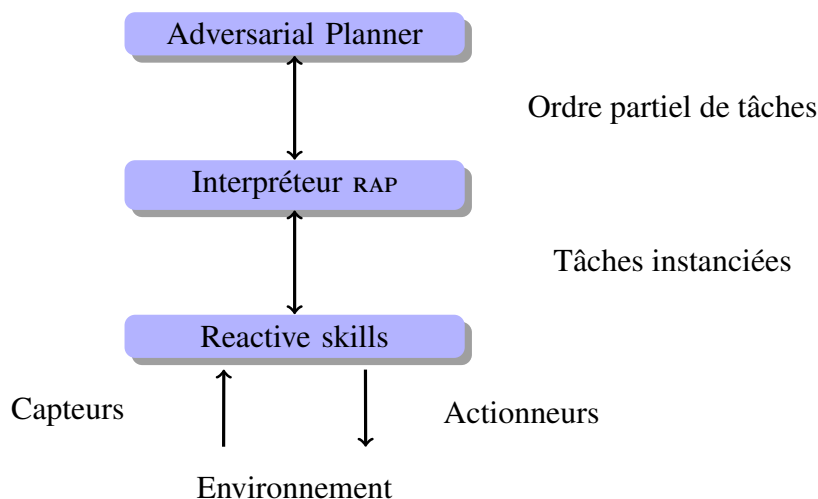 Adversarial Planner
Ordre partiel de tâches
Interpréteur RAP
Tâches instanciées
Reactive skills
Capteurs
Actionneurs
Environnement